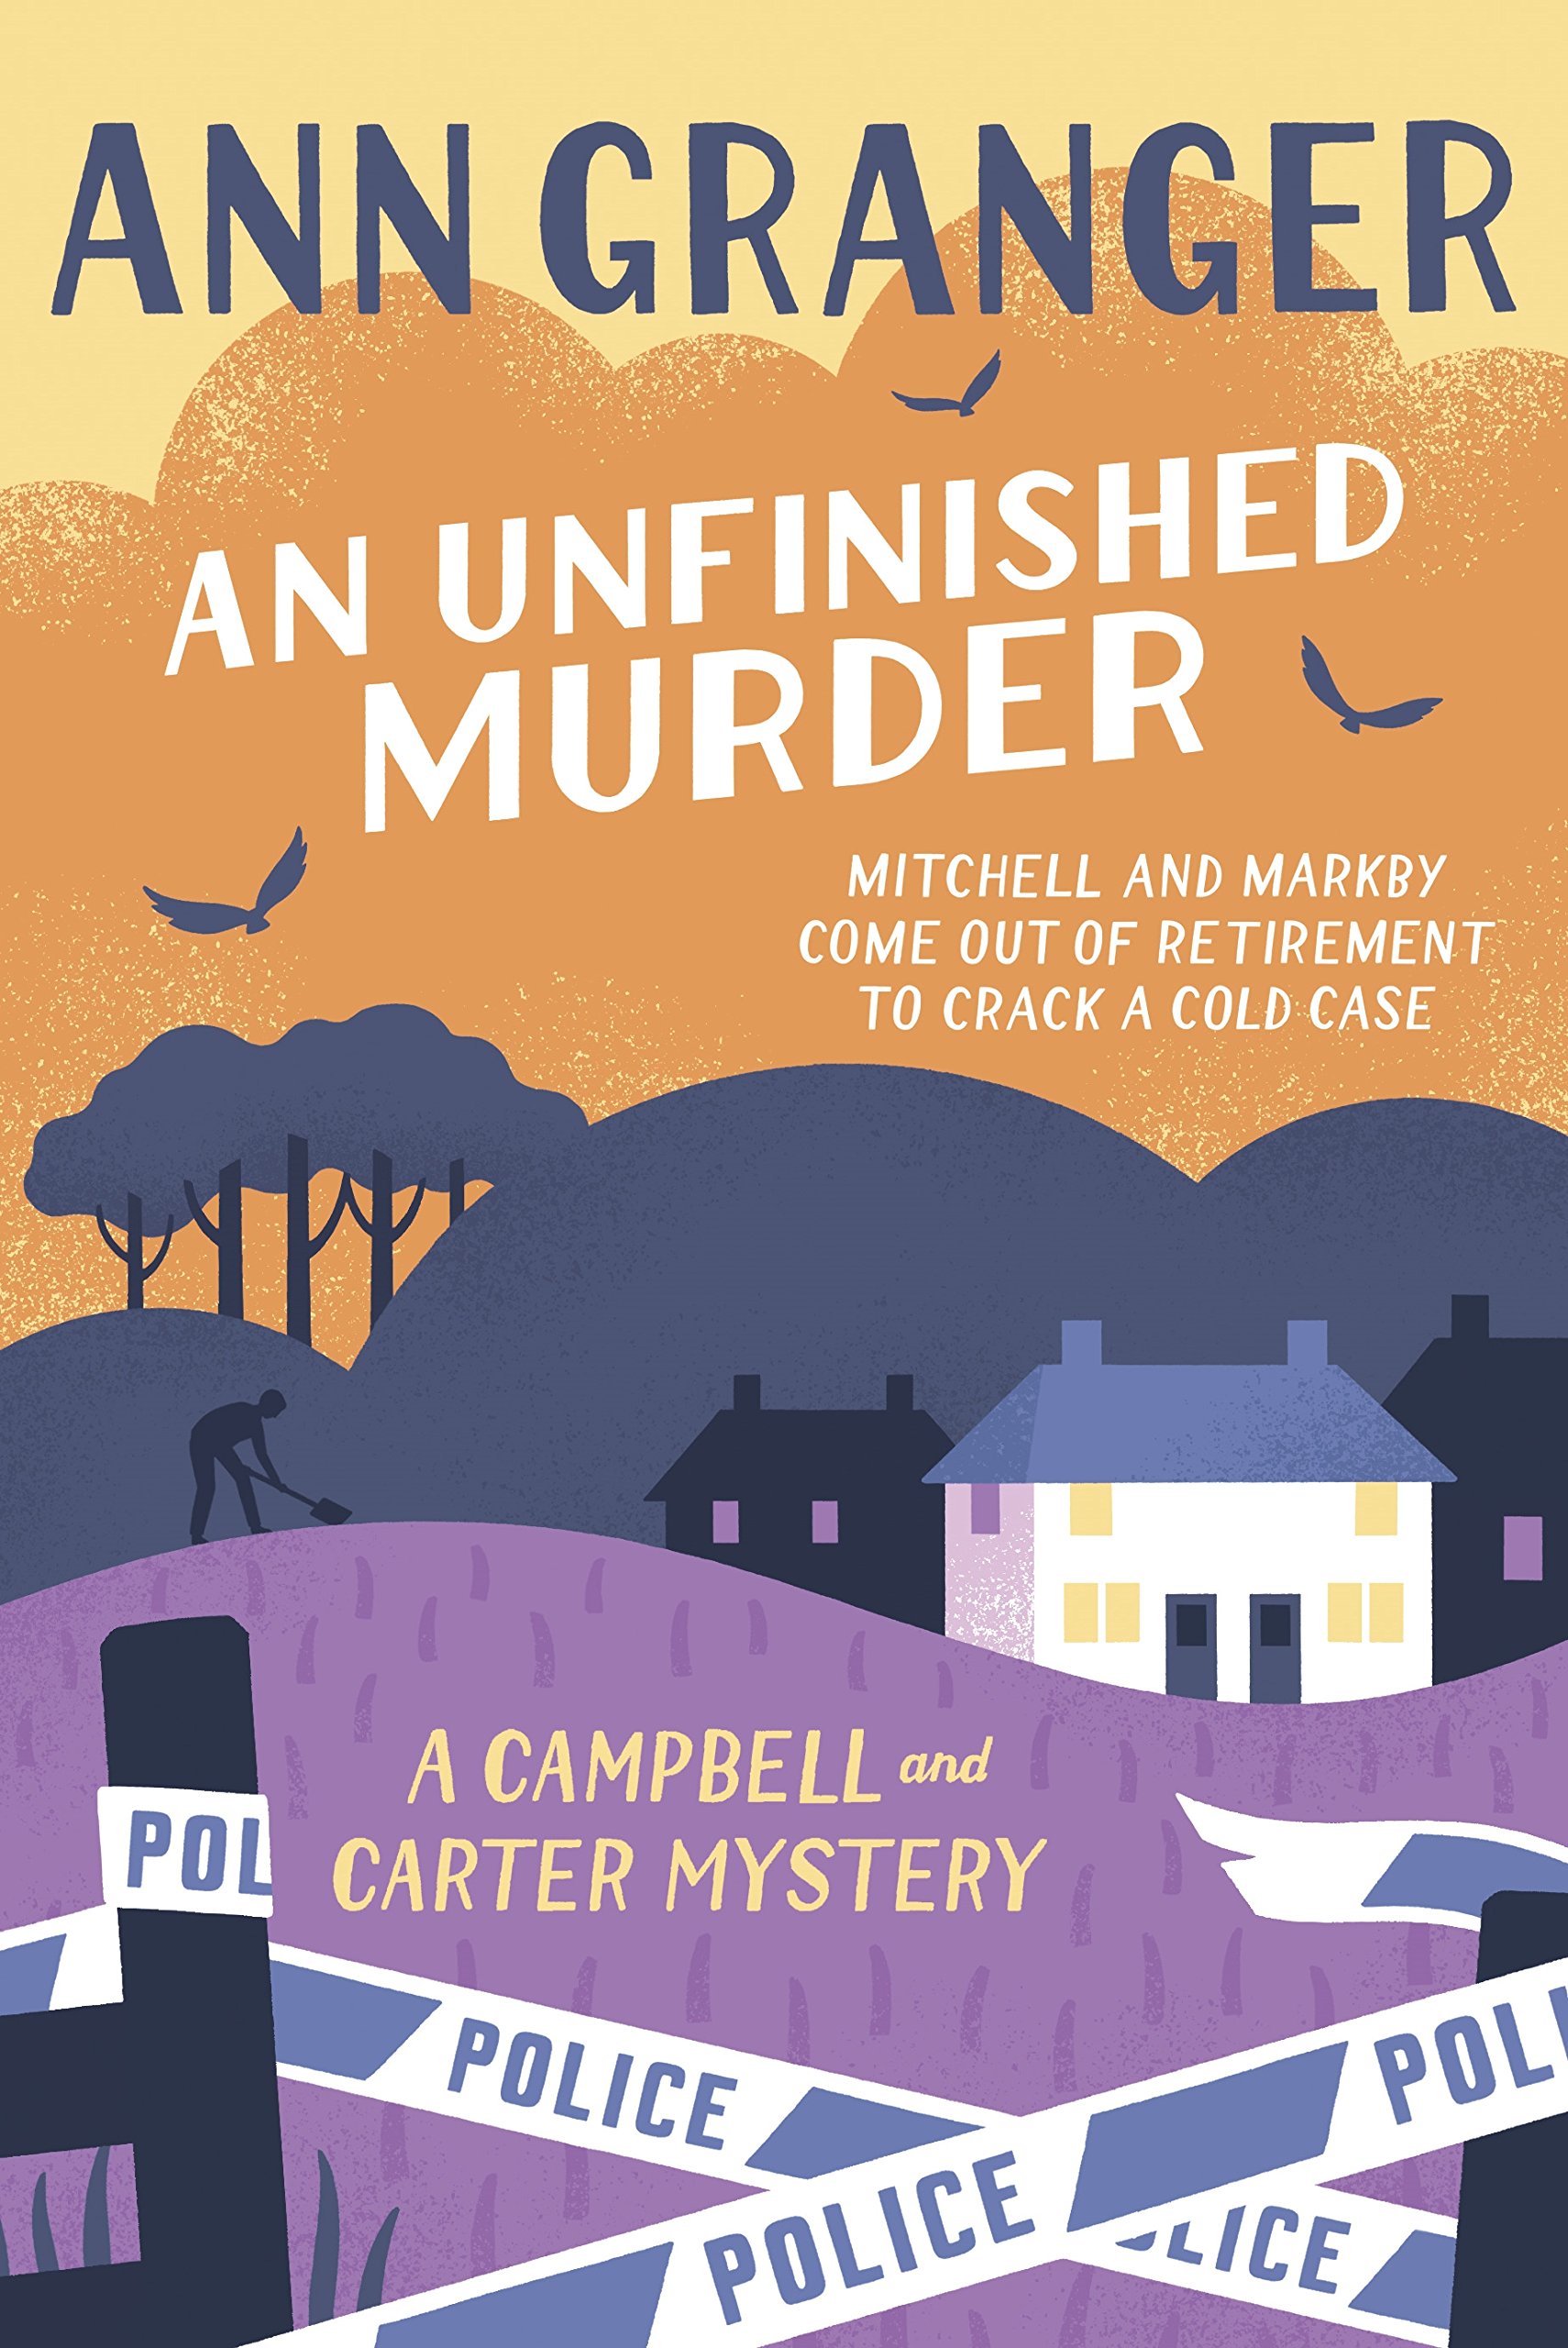 ANN GRANGER
AN UNFINISHED
MURDER
MITCHELL AND MARKBY
COME OUT OF RETIREMENT
TO CRACK A COLD CASE
A CAMPBELL and
CARTER MYSTERY
POL
POLICE
POLI
POLICE
LICE